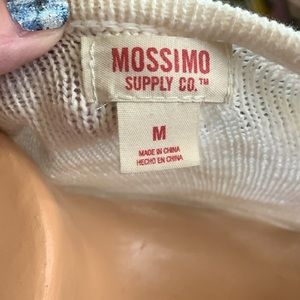 MOSSIMO
SUPPLY CO.™
M
MADE IN CHINA
HECHO EN CHINA